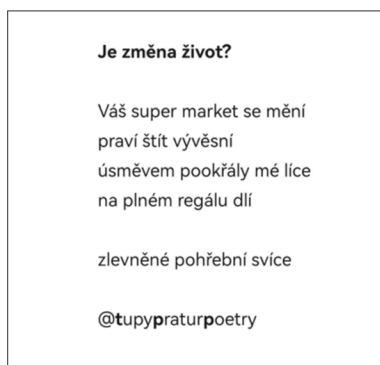 Je změna život?
Váš super market se mění
praví štít vývěsní
úsměvem pookřály mé líce
na plném regálu dlí
zlevněné pohřební svíce
@tupypraturpoetry